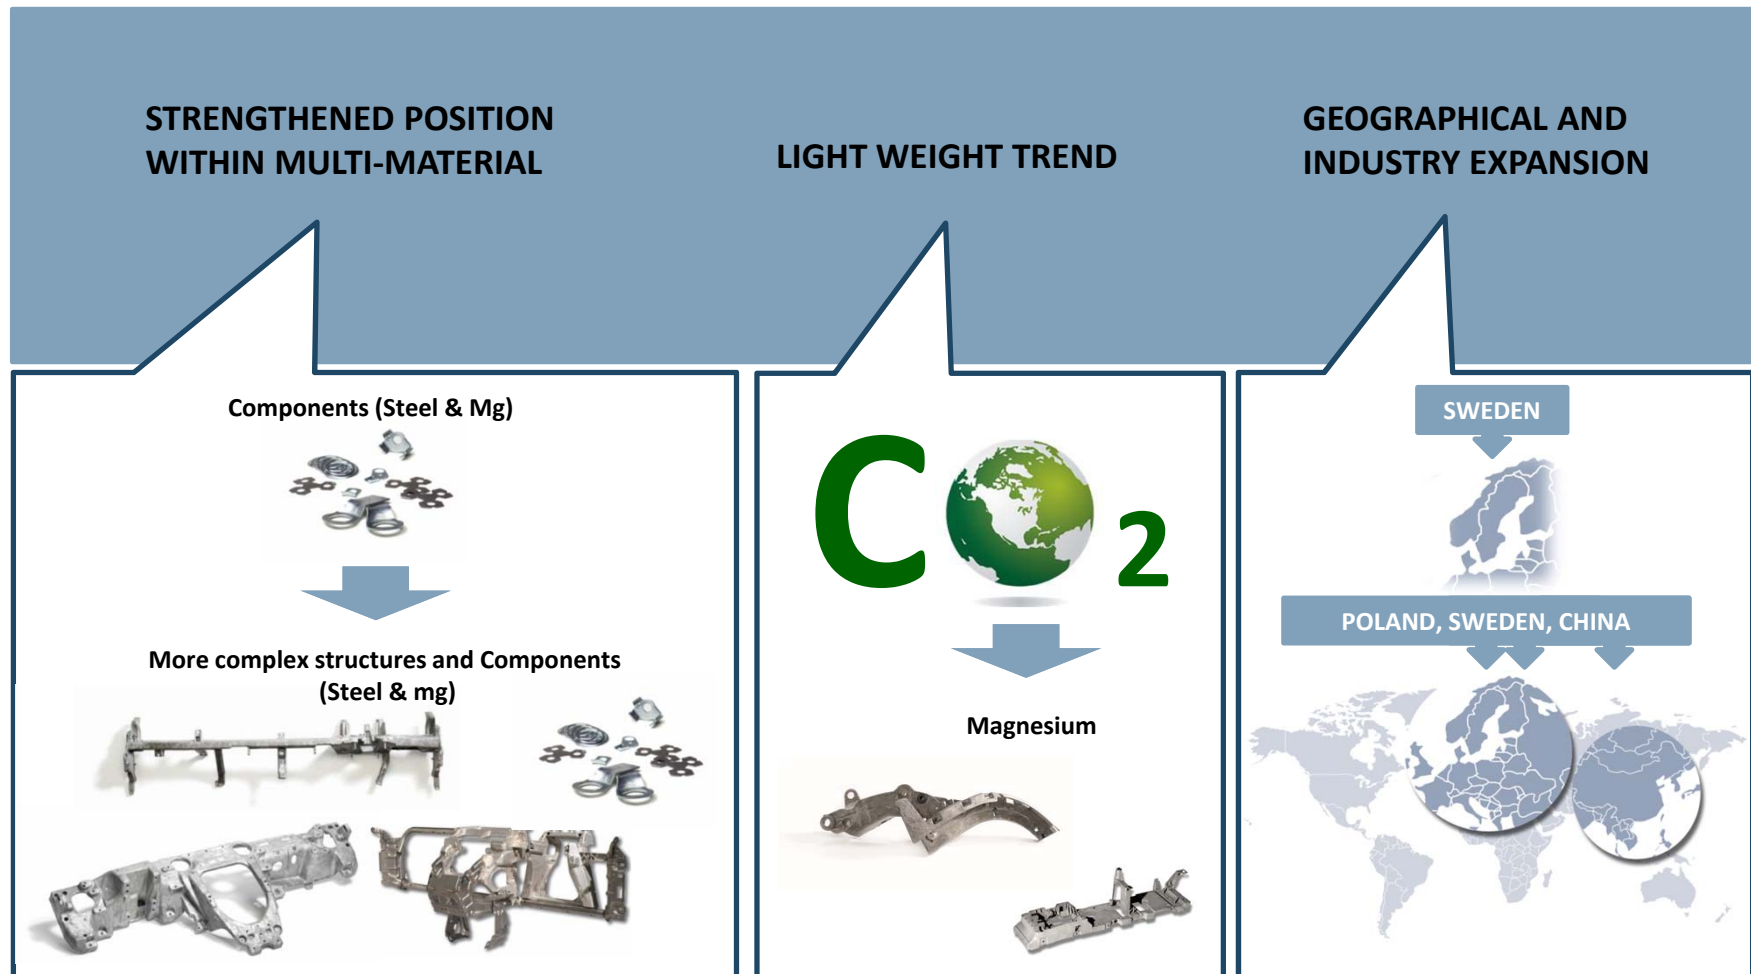 STRENGTHENED POSITION
WITHIN MULTI-MATERIAL
LIGHT WEIGHT TREND
GEOGRAPHICAL AND
INDUSTRY EXPANSION
Components (Steel & Mg)
More complex structures and Components
(Steel & mg)
C 2
Magnesium
SWEDEN
POLAND, SWEDEN, CHINA